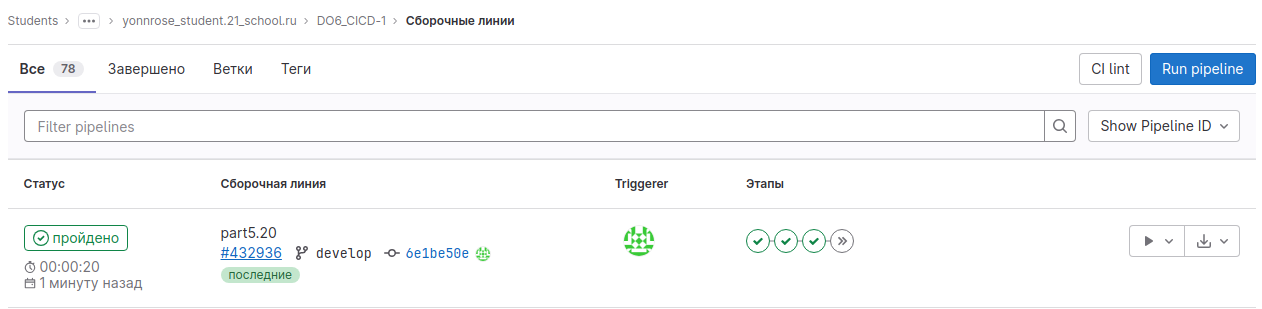 Students > ... > yonnrose_student.21_school.ru > DO6_CICD-1 > Сборочные линии
Все 78 Завершено Ветки Теги CI lint Run pipeline
Filter pipelines Show Pipeline ID
Статус Сборочная линия Triggerer Этапы
пройдено
00:00:20
1 минуту назад
part5.20
#432936 develop 6e1be50e
последние